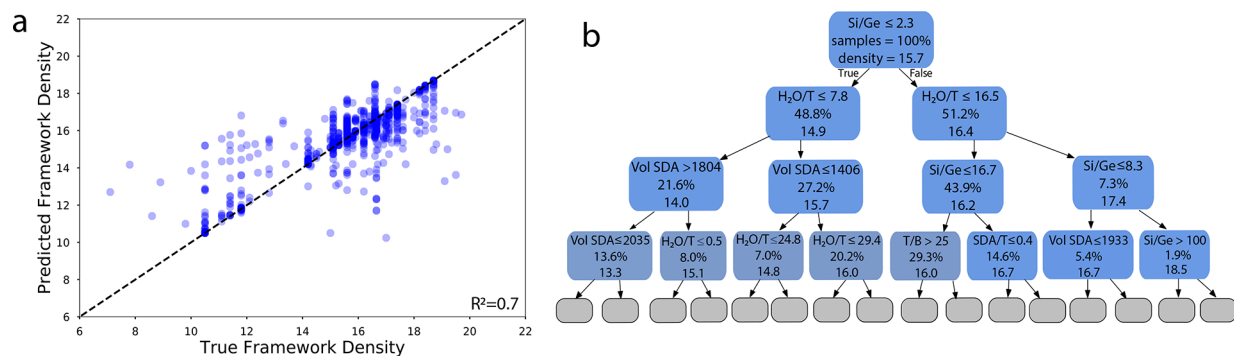 a
22
20
18
16
14
12
10
8
6
6
8
10
12
14
16
18
20
22
Predicted Framework Density
True Framework Density
R²=0.7
b
Si/Ge ≤ 2.3
samples = 100%
density = 15.7
True
False
H₂O/T ≤ 7.8
48.8%
14.9
H₂O/T ≤ 16.5
51.2%
16.4
Vol SDA >1804
21.6%
14.0
Vol SDA ≤1406
27.2%
15.7
Si/Ge≤16.7
43.9%
16.2
Si/Ge≤8.3
7.3%
17.4
Vol SDA≤2035
13.6%
13.3
H₂O/T ≤0.5
8.0%
15.1
H₂O/T ≤24.8
7.0%
14.8
H₂O/T ≤29.4
20.2%
16.0
T/B > 25
29.3%
16.0
SDA/T≤0.4
14.6%
16.7
Vol SDA≤1933
5.4%
16.7
Si/Ge > 100
1.9%
18.5